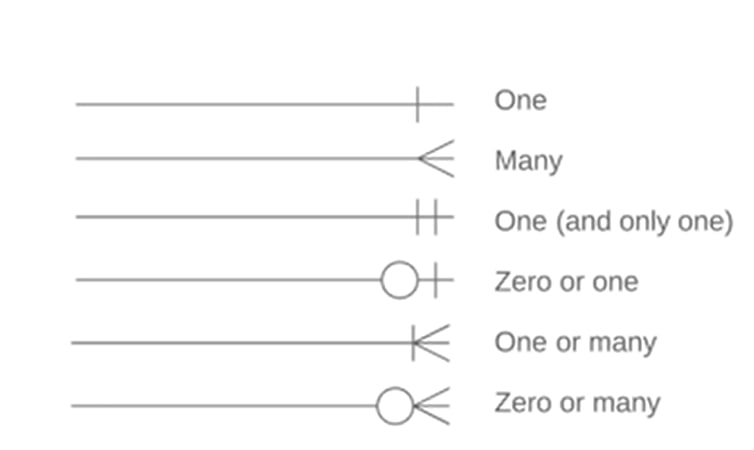 One
Many
One (and only one)
Zero or one
One or many
Zero or many